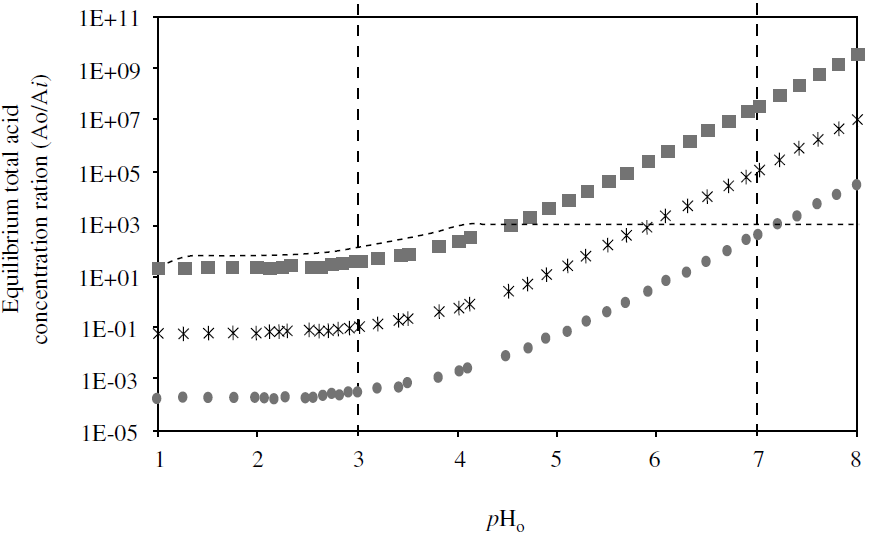 Equilibrium total acid
concentration ration (Ao/Ai)
1E+11
1E+09
1E+07
1E+05
1E+03
1E+01
1E-01
1E-03
1E-05
1 2 3 4 5 6 7 8
pHo